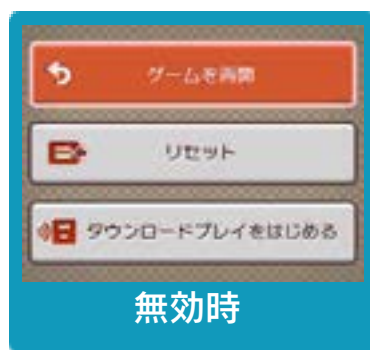 ゲームを再開
リセット
ダウンロードプレイをはじめる
無効時